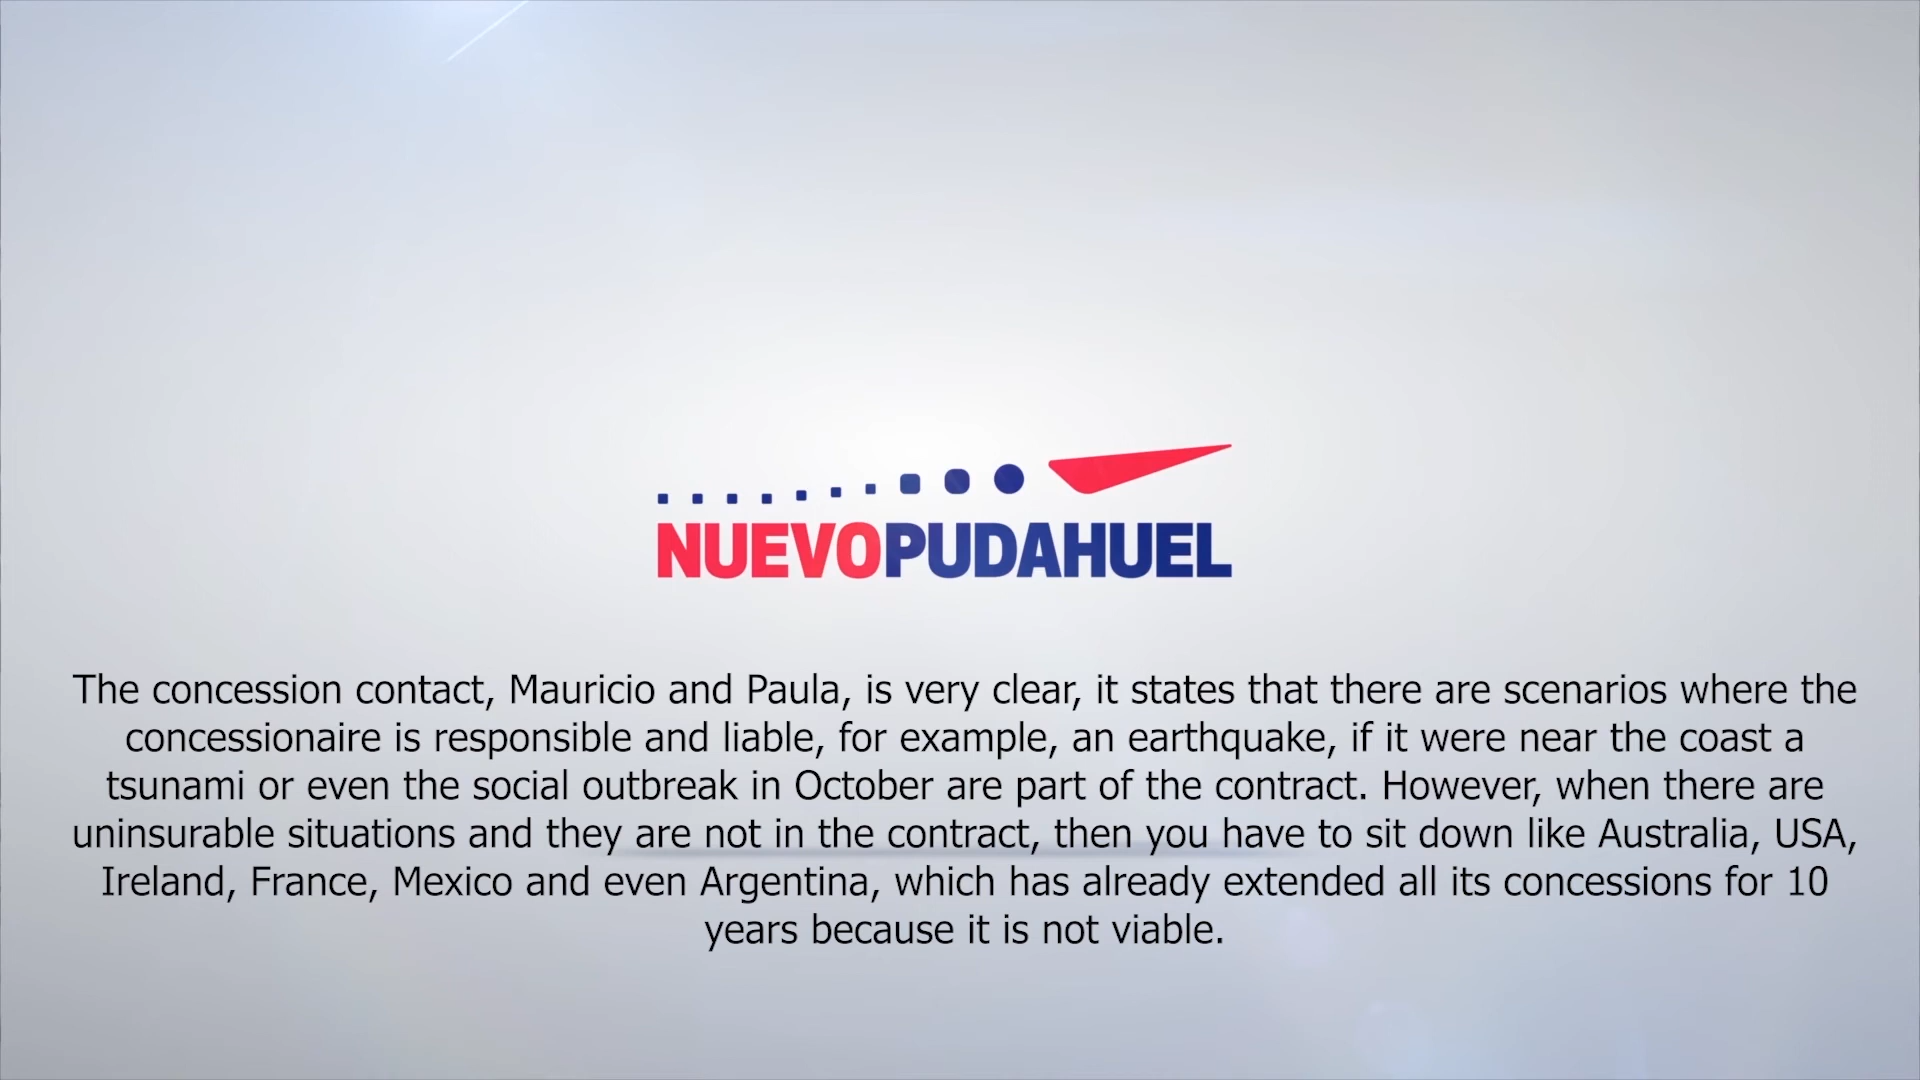 NUEVOPUDAHUEL
The concession contact, Mauricio and Paula, is very clear, it states that there are scenarios where the
concessionaire is responsible and liable, for example, an earthquake, if it were near the coast a
tsunami or even the social outbreak in October are part of the contract. However, when there are
uninsurable situations and they are not in the contract, then you have to sit down like Australia, USA,
Ireland, France, Mexico and even Argentina, which has already extended all its concessions for 10
years because it is not viable.